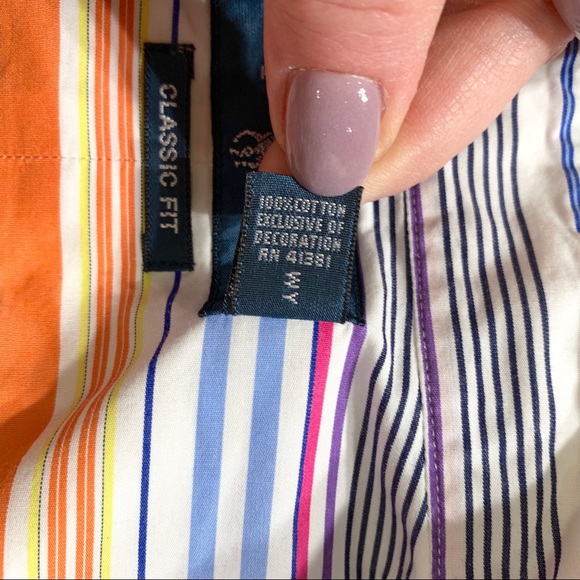 CLASSIC FIT
100% COTTON
EXCLUSIVE OF
DECORATION
RN 41381
WY